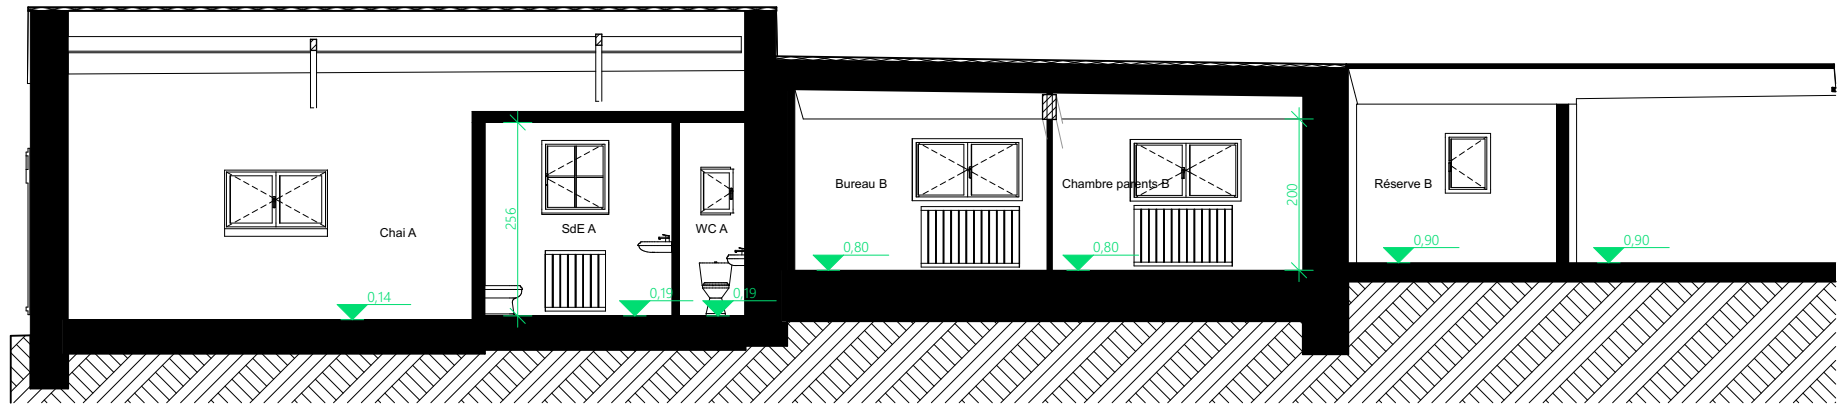 Chai A
0,14
256
SdE A
0,19
WC A
0,19
Bureau B
0,80
Chambre parents B
0,80
200
Réserve B
0,90
0,90